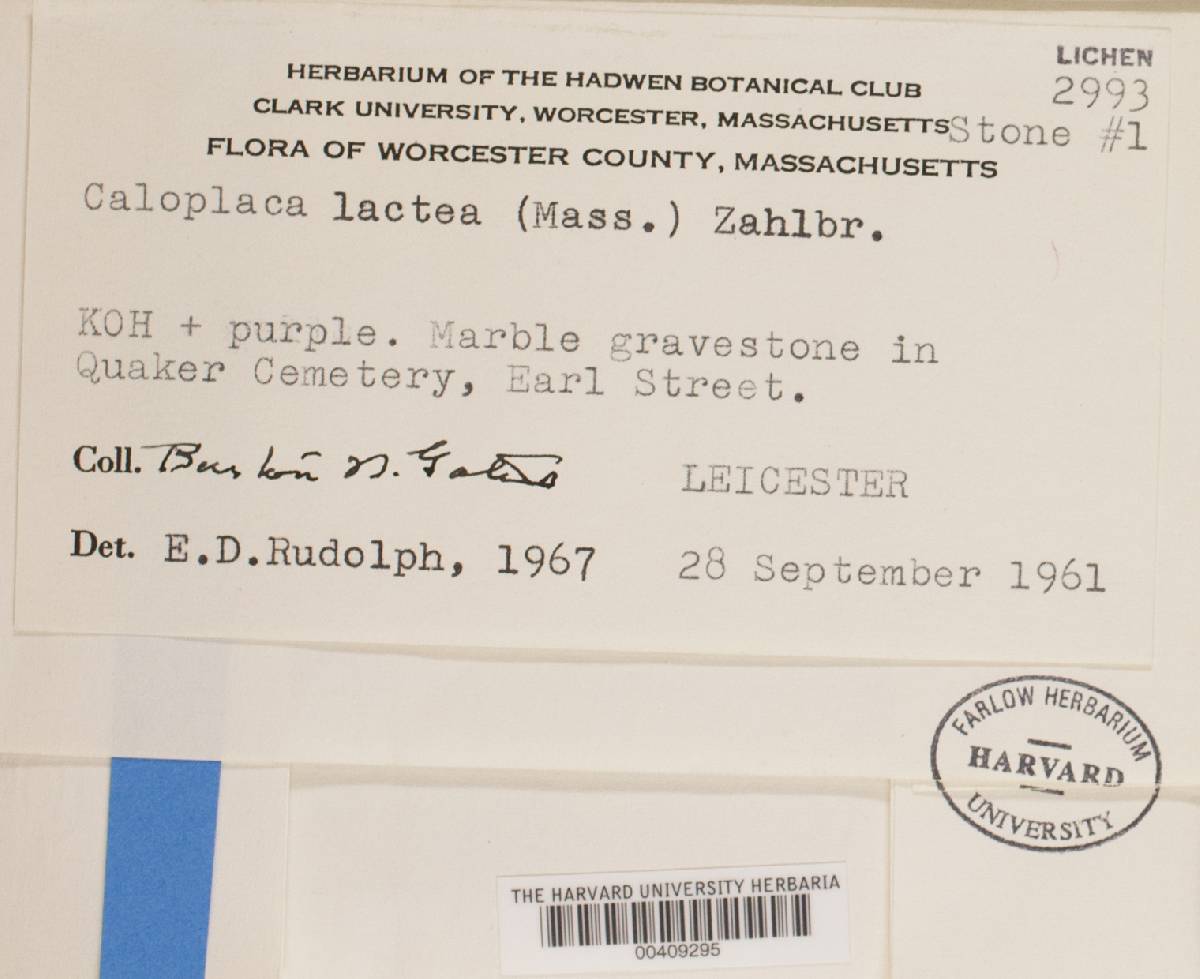 LICHEN
2993
HERBARIUM OF THE HADWEN BOTANICAL CLUB
CLARK UNIVERSITY, WORCESTER, MASSACHUSETTS Stone #1
FLORA OF WORCESTER COUNTY, MASSACHUSETTS
Caloplaca lactea (Mass.) Zahlbr.
KOH + purple. Marble gravestone in
Quaker Cemetery, Earl Street.
Coll. Burton N. Gates LEICESTER
Det. E.D.Rudolph, 1967 28 September 1961
FARLOW HERBARIUM
HARVARD
UNIVERSITY
THE HARVARD UNIVERSITY HERBARIA
00409295